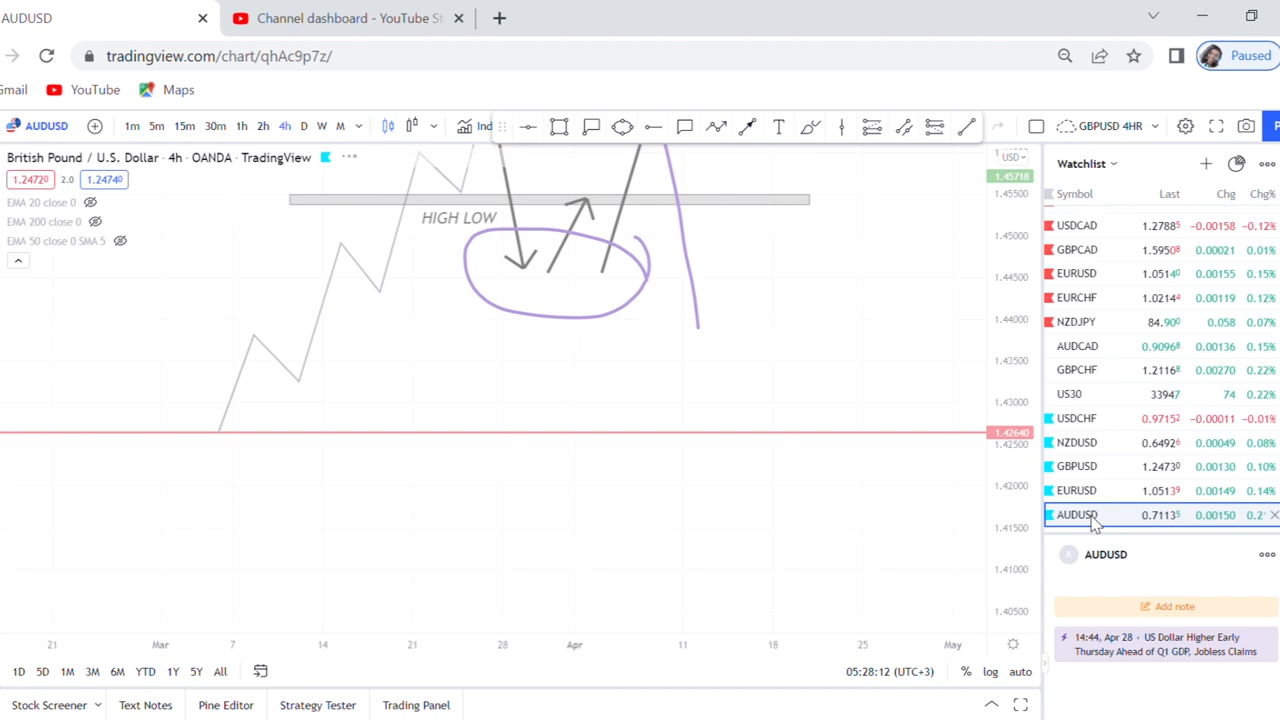 AUDUSD
Channel dashboard - YouTube St
tradingview.com/chart/qhAc9p7z/
Paused
Gmail YouTube Maps
AUDUSD 1m 5m 15m 30m 1h 2h 4h D W M Ind GBPUSD 4HR
British Pound / U.S. Dollar · 4h · OANDA · TradingView
1.24720 2.0 1.24740
EMA 20 close 0
EMA 200 close 0
EMA 50 close 0 SMA 5
HIGH LOW
USD
1.45718
1.45500
1.45000
1.44500
1.44000
1.43500
1.43000
1.42640
1.42500
1.42000
1.41500
1.41000
1.40500
21 Mar 7 14 21 28 Apr 11 18 25 May
1D 5D 1M 3M 6M YTD 1Y 5Y All 05:28:12 (UTC+3) % log auto
Stock Screener Text Notes Pine Editor Strategy Tester Trading Panel
Watchlist
Symbol Last Chg Chg%
USDCAD 1.27885 −0.00158 −0.12%
GBPCAD 1.59508 0.00021 0.01%
EURUSD 1.05140 0.00155 0.15%
EURCHF 1.02144 0.00119 0.12%
NZDJPY 84.900 0.058 0.07%
AUDCAD 0.90968 0.00136 0.15%
GBPCHF 1.21168 0.00270 0.22%
US30 33947 74 0.22%
USDCHF 0.97152 −0.00011 −0.01%
NZDUSD 0.64926 0.00049 0.08%
GBPUSD 1.24730 0.00130 0.10%
EURUSD 1.05139 0.00149 0.14%
AUDUSD 0.71135 0.00150 0.2
A AUDUSD
Add note
14:44, Apr 28 • US Dollar Higher Early
Thursday Ahead of Q1 GDP, Jobless Claims